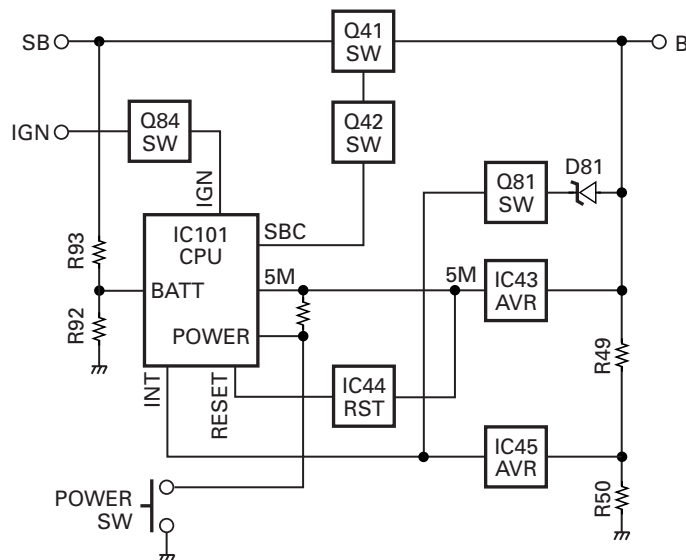 SB
Q41
SW
B
IGN
Q84
SW
Q42
SW
IGN
Q81
SW
D81
R93
IC101
CPU
SBC
5M
5M
IC43
AVR
BATT
R92
POWER
R49
INT
RESET
IC44
RST
IC45
AVR
R50
POWER
SW